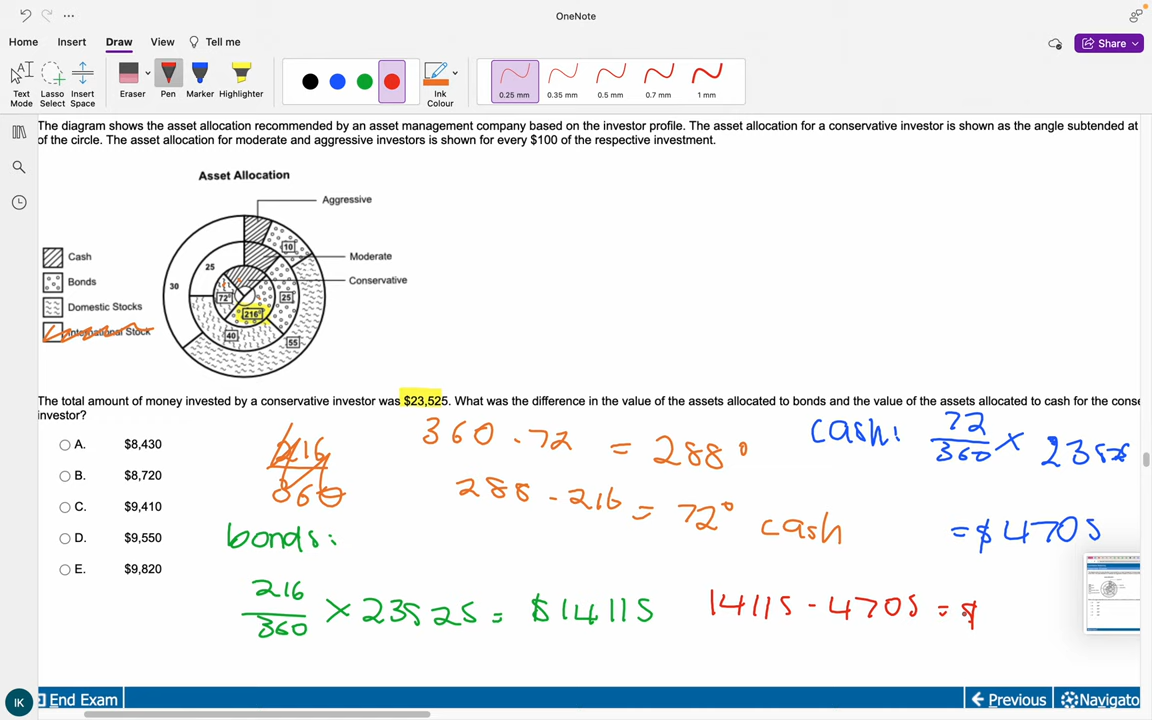 OneNote
Home Insert Draw View Tell me
Share
Text Mode
Lasso Select
Insert Space
Eraser
Pen
Marker
Highlighter
Ink Colour
0.25 mm 0.35 mm 0.5 mm 0.7 mm 1 mm
The diagram shows the asset allocation recommended by an asset management company based on the investor profile. The asset allocation for a conservative investor is shown as the angle subtended at
of the circle. The asset allocation for moderate and aggressive investors is shown for every $100 of the respective investment.
Asset Allocation
Aggressive
10
Moderate
Cash
25
Conservative
Bonds
30
72°
25
Domestic Stocks
216°
International Stock
40
55
The total amount of money invested by a conservative investor was $23,525. What was the difference in the value of the assets allocated to bonds and the value of the assets allocated to cash for the conse
investor?
A. $8,430
B. $8,720
C. $9,410
D. $9,550
E. $9,820
216
360
360 - 72 = 288°
288 - 216 = 72° cash
cash: 72/360 × 23525
= $4705
bonds:
216/360 × 23525 = $14115
14115 - 4705 = $
IK
End Exam
Previous
Navigato